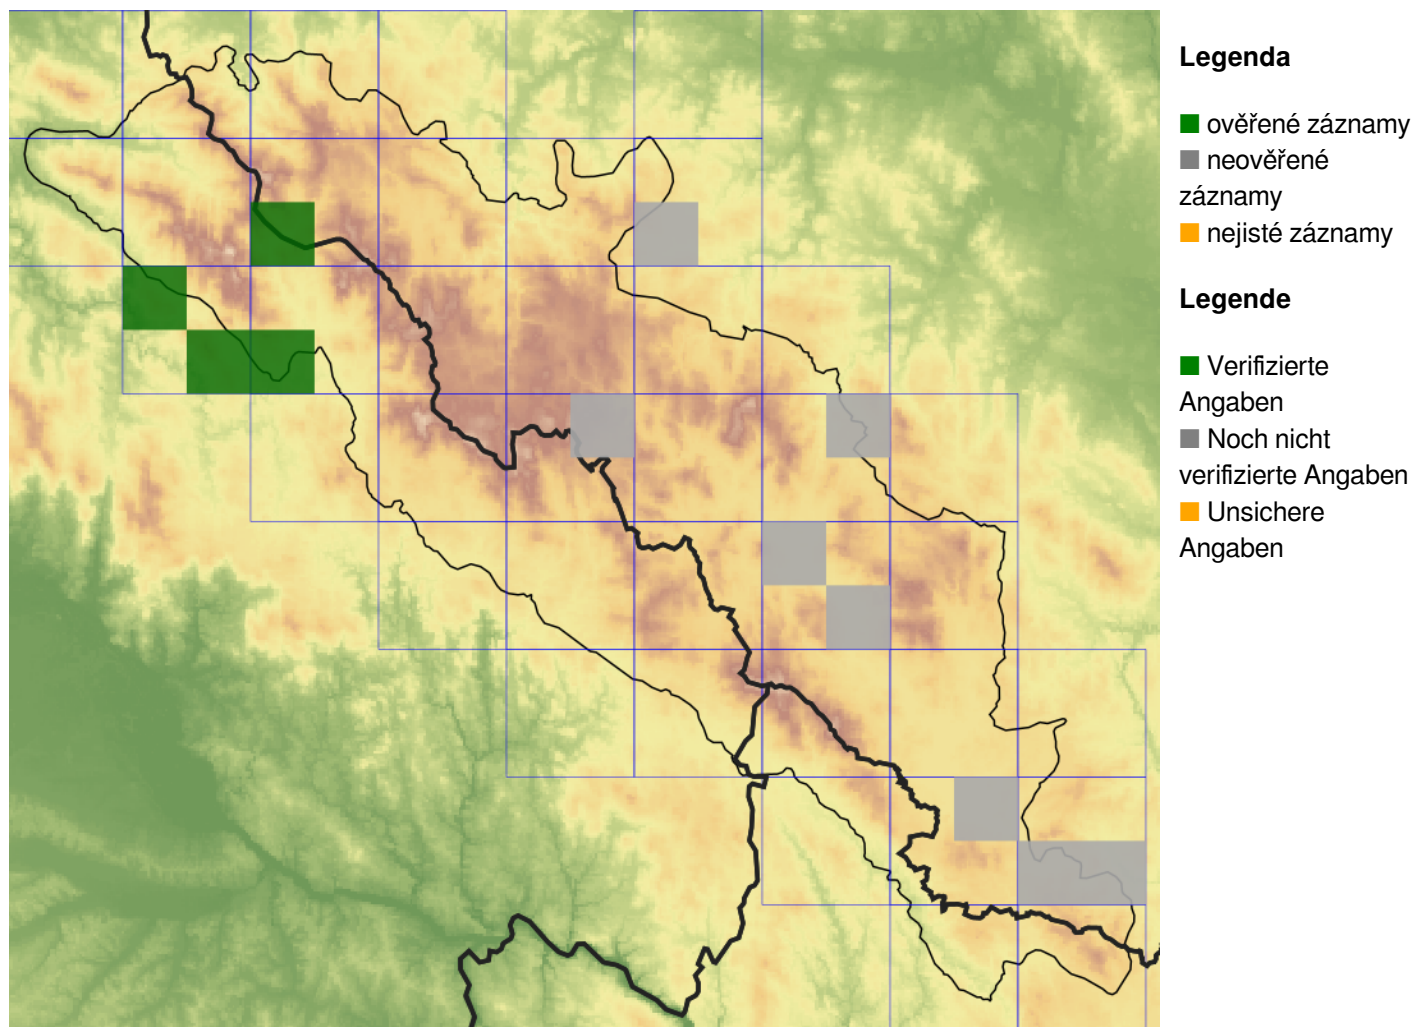 Legenda
ověřené záznamy
neověřené
záznamy
nejisté záznamy
Legende
Verifizierte
Angaben
Noch nicht
verifizierte Angaben
Unsichere
Angaben